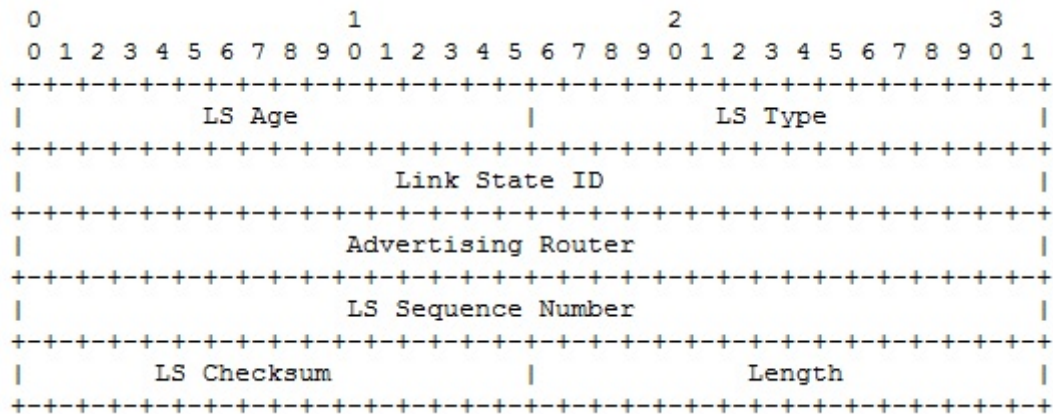 0                   1                   2                   3
0 1 2 3 4 5 6 7 8 9 0 1 2 3 4 5 6 7 8 9 0 1 2 3 4 5 6 7 8 9 0 1
+-+-+-+-+-+-+-+-+-+-+-+-+-+-+-+-+-+-+-+-+-+-+-+-+-+-+-+-+-+-+-+-+
|           LS Age              |           LS Type             |
+-+-+-+-+-+-+-+-+-+-+-+-+-+-+-+-+-+-+-+-+-+-+-+-+-+-+-+-+-+-+-+-+
|                       Link State ID                           |
+-+-+-+-+-+-+-+-+-+-+-+-+-+-+-+-+-+-+-+-+-+-+-+-+-+-+-+-+-+-+-+-+
|                    Advertising Router                         |
+-+-+-+-+-+-+-+-+-+-+-+-+-+-+-+-+-+-+-+-+-+-+-+-+-+-+-+-+-+-+-+-+
|                    LS Sequence Number                         |
+-+-+-+-+-+-+-+-+-+-+-+-+-+-+-+-+-+-+-+-+-+-+-+-+-+-+-+-+-+-+-+-+
|        LS Checksum            |             Length            |
+-+-+-+-+-+-+-+-+-+-+-+-+-+-+-+-+-+-+-+-+-+-+-+-+-+-+-+-+-+-+-+-+